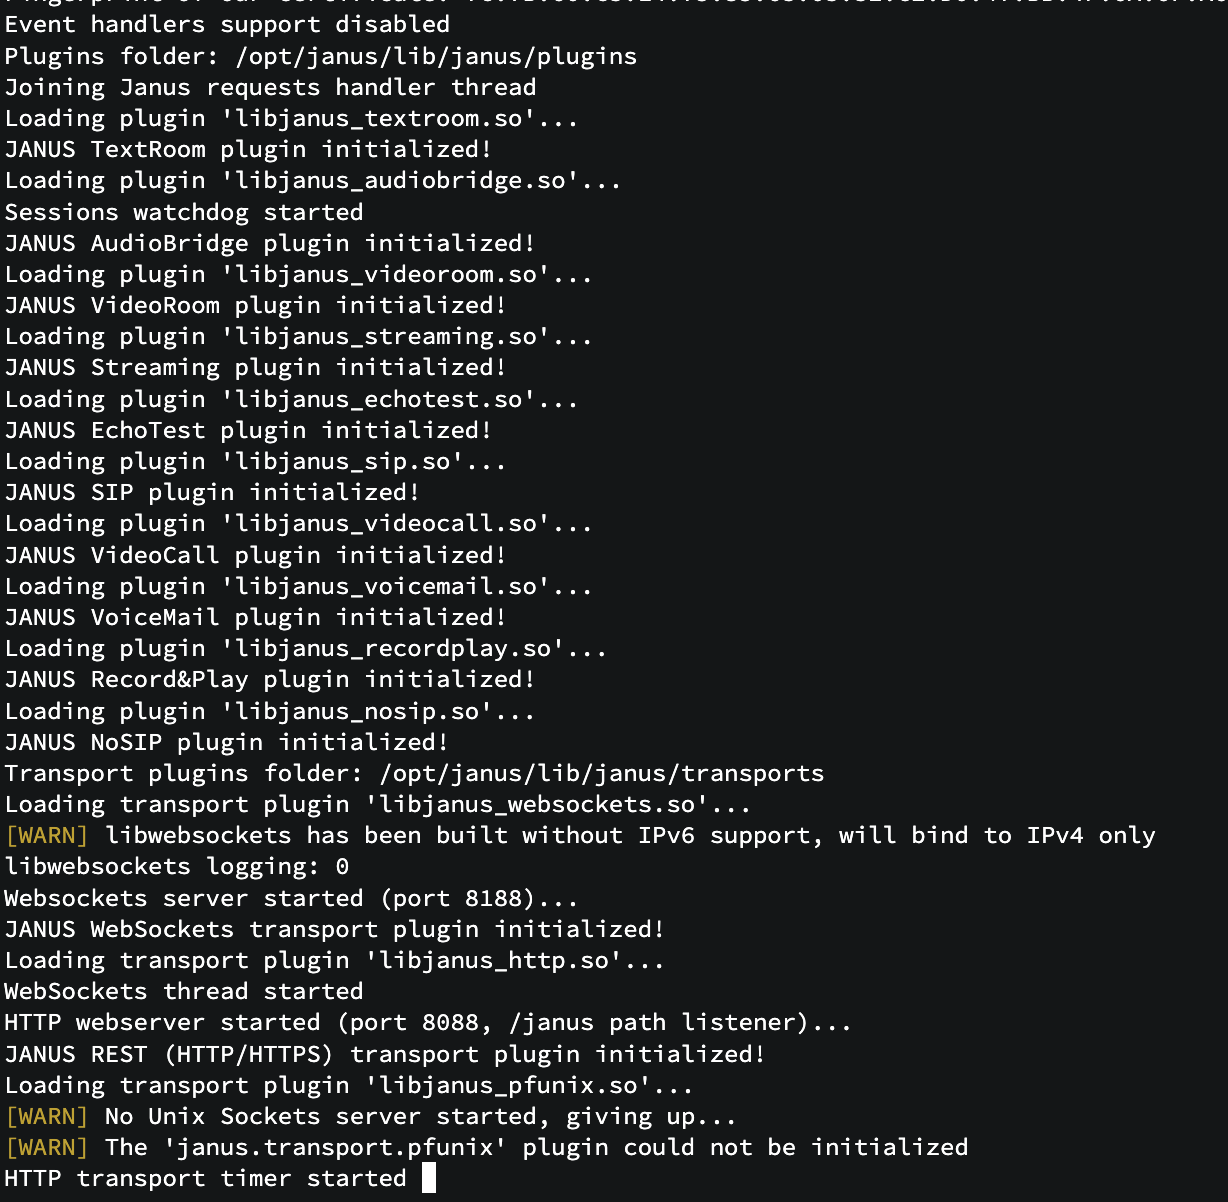 Event handlers support disabled
Plugins folder: /opt/janus/lib/janus/plugins
Joining Janus requests handler thread
Loading plugin 'libjanus_textroom.so'...
JANUS TextRoom plugin initialized!
Loading plugin 'libjanus_audiobridge.so'...
Sessions watchdog started
JANUS AudioBridge plugin initialized!
Loading plugin 'libjanus_videoroom.so'...
JANUS VideoRoom plugin initialized!
Loading plugin 'libjanus_streaming.so'...
JANUS Streaming plugin initialized!
Loading plugin 'libjanus_echotest.so'...
JANUS EchoTest plugin initialized!
Loading plugin 'libjanus_sip.so'...
JANUS SIP plugin initialized!
Loading plugin 'libjanus_videocall.so'...
JANUS VideoCall plugin initialized!
Loading plugin 'libjanus_voicemail.so'...
JANUS VoiceMail plugin initialized!
Loading plugin 'libjanus_recordplay.so'...
JANUS Record&Play plugin initialized!
Loading plugin 'libjanus_nosip.so'...
JANUS NoSIP plugin initialized!
Transport plugins folder: /opt/janus/lib/janus/transports
Loading transport plugin 'libjanus_websockets.so'...
[WARN] libwebsockets has been built without IPv6 support, will bind to IPv4 only
libwebsockets logging: 0
Websockets server started (port 8188)...
JANUS WebSockets transport plugin initialized!
Loading transport plugin 'libjanus_http.so'...
WebSockets thread started
HTTP webserver started (port 8088, /janus path listener)...
JANUS REST (HTTP/HTTPS) transport plugin initialized!
Loading transport plugin 'libjanus_pfunix.so'...
[WARN] No Unix Sockets server started, giving up...
[WARN] The 'janus.transport.pfunix' plugin could not be initialized
HTTP transport timer started